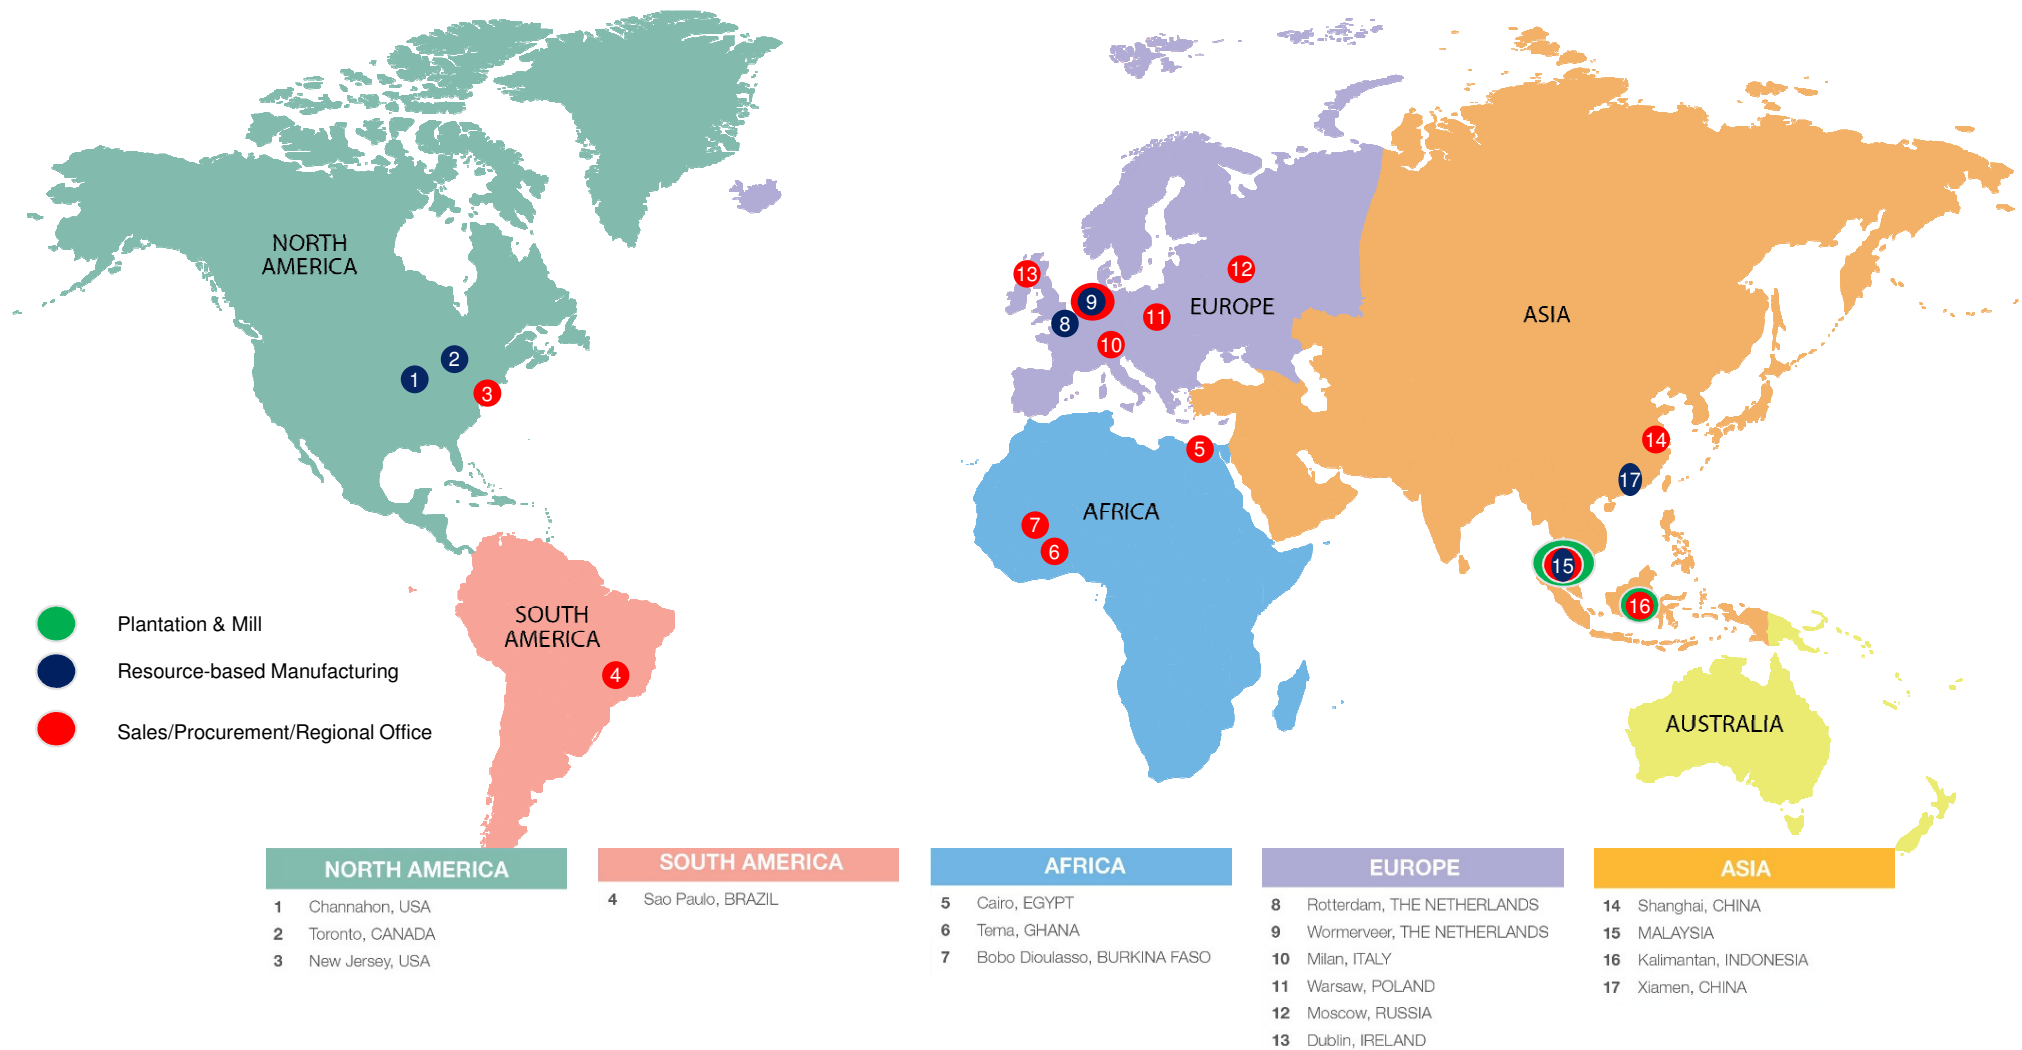 NORTH
AMERICA
EUROPE
ASIA
AFRICA
SOUTH
AMERICA
AUSTRALIA
1
2
3
4
5
6
7
8
9
10
11
12
13
14
15
16
17
Plantation & Mill
Resource-based Manufacturing
Sales/Procurement/Regional Office
NORTH AMERICA
1 Channahon, USA
2 Toronto, CANADA
3 New Jersey, USA
SOUTH AMERICA
4 Sao Paulo, BRAZIL
AFRICA
5 Cairo, EGYPT
6 Tema, GHANA
7 Bobo Dioulasso, BURKINA FASO
EUROPE
8 Rotterdam, THE NETHERLANDS
9 Wormerveer, THE NETHERLANDS
10 Milan, ITALY
11 Warsaw, POLAND
12 Moscow, RUSSIA
13 Dublin, IRELAND
ASIA
14 Shanghai, CHINA
15 MALAYSIA
16 Kalimantan, INDONESIA
17 Xiamen, CHINA